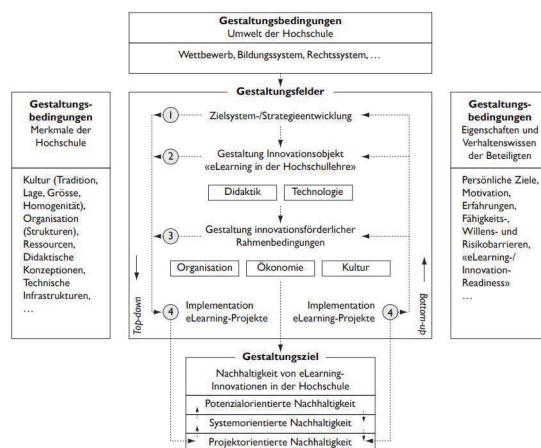 Gestaltungsbedingungen
Umwelt der Hochschule
Wettbewerb, Bildungssystem, Rechtssystem, …
Gestaltungs-
bedingungen
Merkmale der
Hochschule
Kultur (Tradition,
Lage, Grösse,
Homogenität),
Organisation
(Strukturen),
Ressourcen,
Didaktische
Konzeptionen,
Technische
Infrastrukturen,
…
Gestaltungsfelder
1
Zielsystem-/Strategieentwicklung
2
Gestaltung Innovationsobjekt
«eLearning in der Hochschullehre»
Didaktik
Technologie
3
Gestaltung innovationsförderlicher
Rahmenbedingungen
Organisation
Ökonomie
Kultur
Top-down
4
Implementation
eLearning-Projekte
Implementation
eLearning-Projekte
4
Bottom-up
Gestaltungs-
bedingungen
Eigenschaften und
Verhaltenswissen
der Beteiligten
Persönliche Ziele,
Motivation,
Erfahrungen,
Fähigkeits-,
Willens- und
Risikobarrieren,
«eLearning-/
Innovation-
Readiness»
…
Gestaltungsziel
Nachhaltigkeit von eLearning-
Innovationen in der Hochschule
Potenzialorientierte Nachhaltigkeit
Systemorientierte Nachhaltigkeit
Projektorientierte Nachhaltigkeit